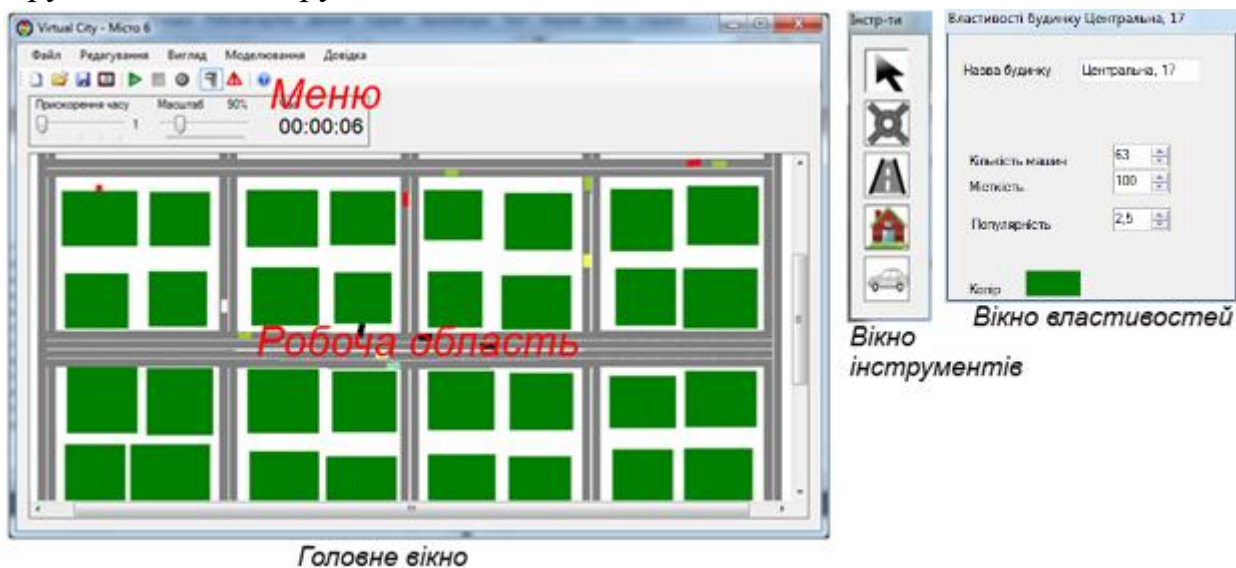 Virtual City - Місто 6
Файл Редагування Вигляд Моделювання Довідка
Меню
Прискорення часу Масштаб 90%
1 00:00:06
Робоча область
Головне вікно
Інстр-ти
Вікно
інструментів
Властивості будинку Центральна, 17
Назва будинку Центральна, 17
Кількість машин 63
Місткість 100
Популярність 2,5
Колір
Вікно властивостей